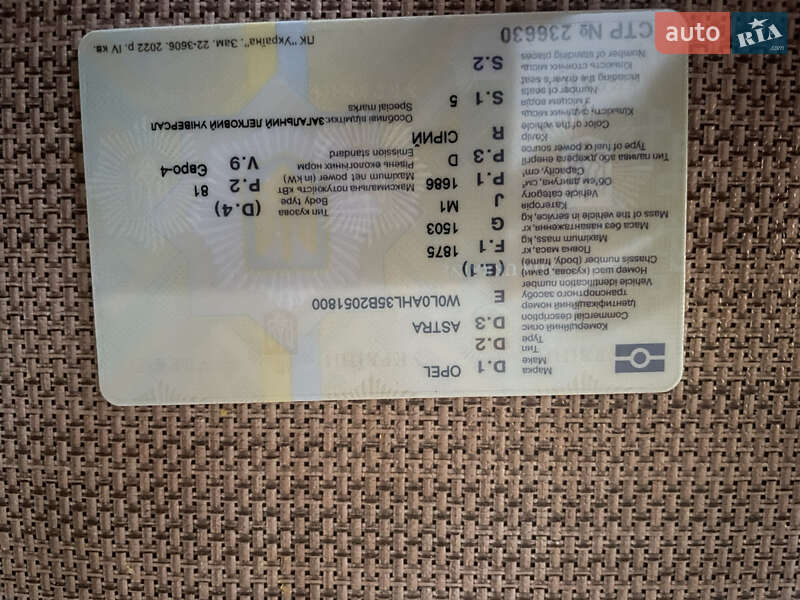 Марка
Make
D.1 OPEL
Тип
Type
D.2
Комерційний опис
Commercial description
D.3 ASTRA
Ідентифікаційний номер
транспортного засобу
Vehicle identification number
E W0L0AHL35B2051800
Номер шасі (кузова, рами)
Chassis number (body, frame)
(E.1)
Повна маса, кг
Maximum mass, kg
F.1 1875
Маса без навантаження, кг
Mass of the vehicle in service, kg
G 1503
Категорія
Vehicle category
J M1
Тип кузова
Body type
(D.4)
Об'єм двигуна, см³
Capacity, cm³
P.1 1686
Максимальна потужність кВт
Maximum net power (in kW)
P.2 81
Тип палива або джерела енергії
Type of fuel or power source
P.3 D
Рівень екологічних норм
Emission standard
V.9 Євро-4
Колір
Color of the vehicle
R СІРИЙ
Кількість сидячих місць
з місцем водія
Number of seats
including the driver's seat
S.1 5
Особливі відмітки: ЗАГАЛЬНИЙ ЛЕГКОВИЙ УНІВЕРСАЛ
Special marks
Кількість стоячих місць
Number of standing places
S.2
СТР № 236630
ПК "Україна". Зам. 22-3606. 2022 р. IV кв.
auto RIA.com